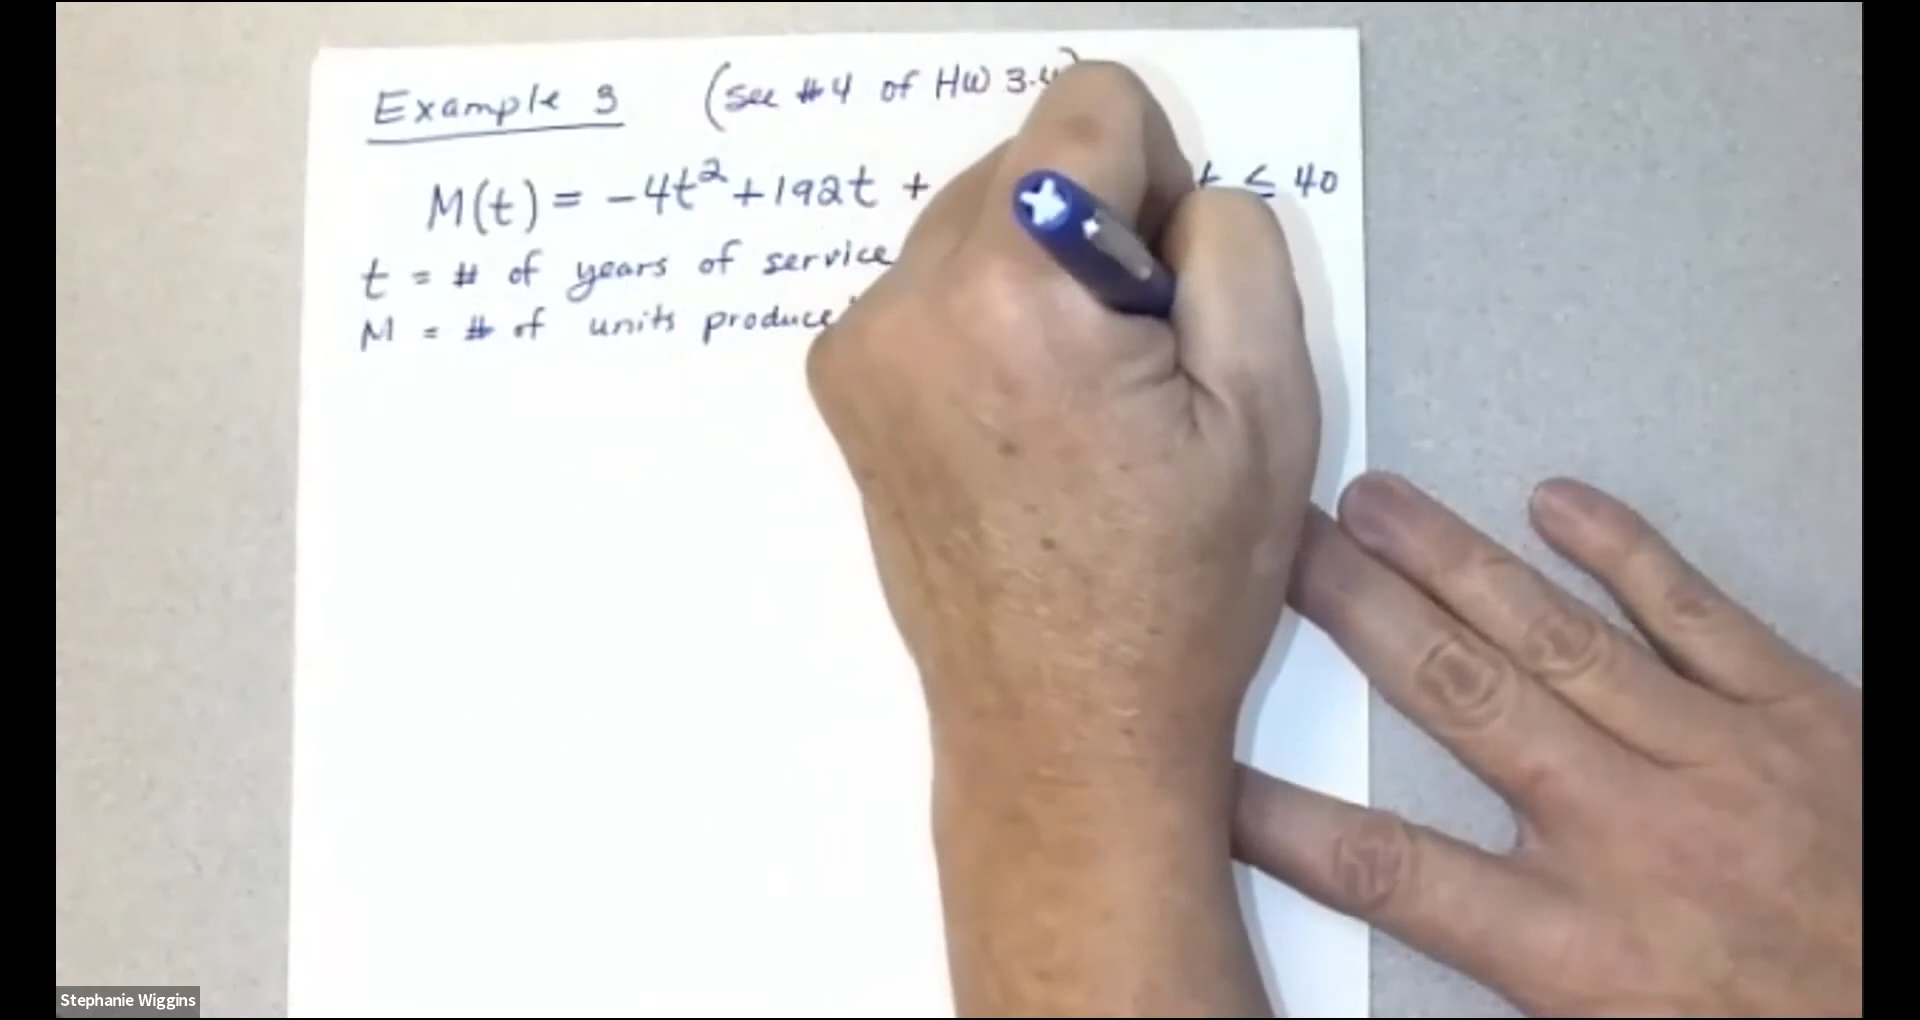 Example 3 (see #4 of HW 3.4)
M(t) = -4t² + 192t + t ≤ 40
t = # of years of service
M = # of units produce
Stephanie Wiggins